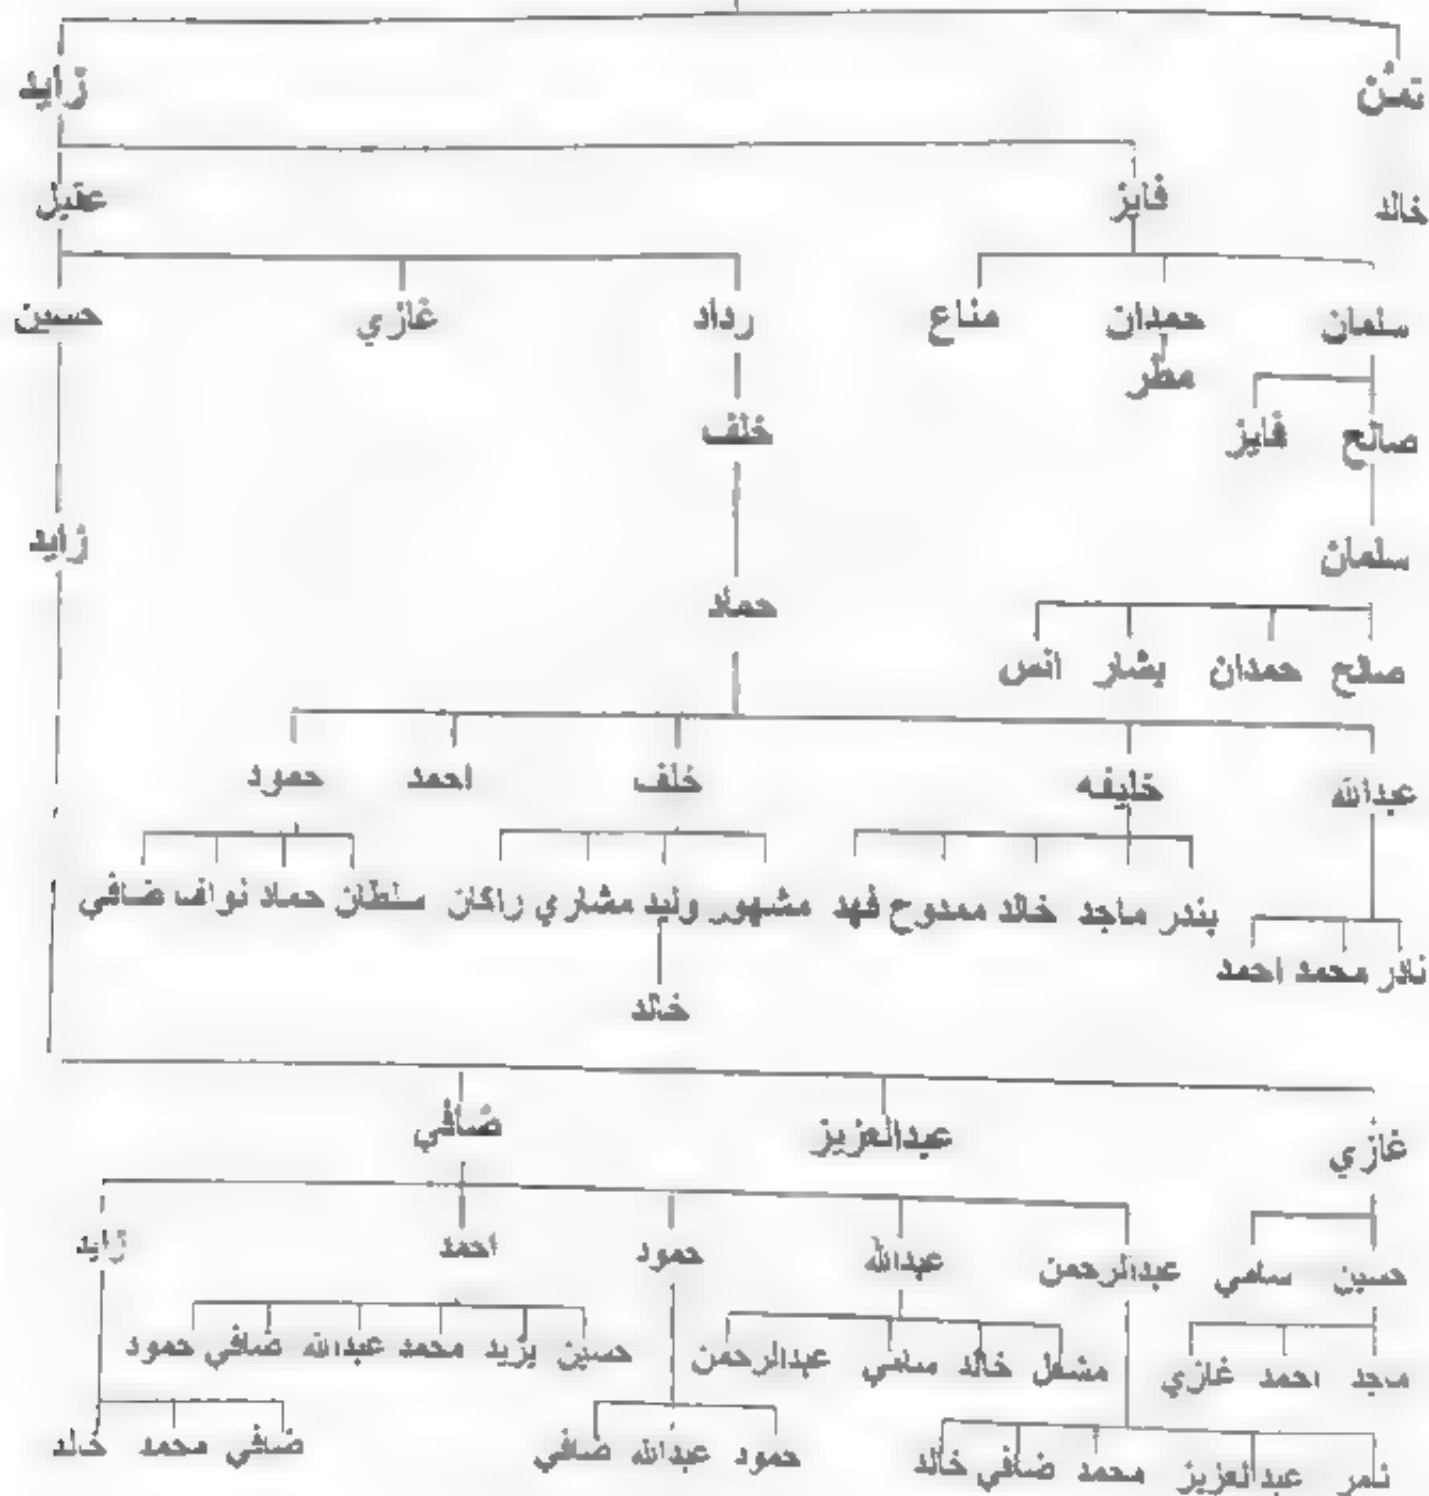 زايد
تمن
عقيل
فايز
خالد
سلمان حمدان مناع رداد غازي حسين
مطر
صالح فايز
خلف
زايد
سلمان
حماد
صالح حمدان بشار انس
عبدالله خليفه خلف احمد حمود
بندر ماجد خالد ممدوح فهد مشهور وليد مشاري راكان سلطان حماد نواف ضافي
نادر محمد احمد
خالد
غازي عبدالعزيز ضافي
حسين سامي عبدالرحمن عبدالله حمود احمد زايد
ماجد احمد غازي مشعل خالد سامي عبدالرحمن حسين يزيد محمد عبدالله ضافي حمود
ثامر عبدالعزيز محمد ضافي خالد حمود عبدالله ضافي ضافي محمد خالد